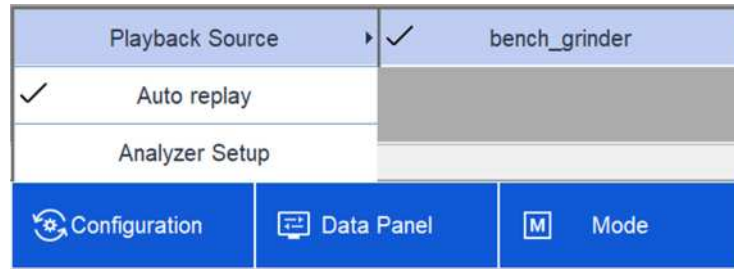 Playback Source
bench_grinder
Auto replay
Analyzer Setup
Configuration
Data Panel
M Mode